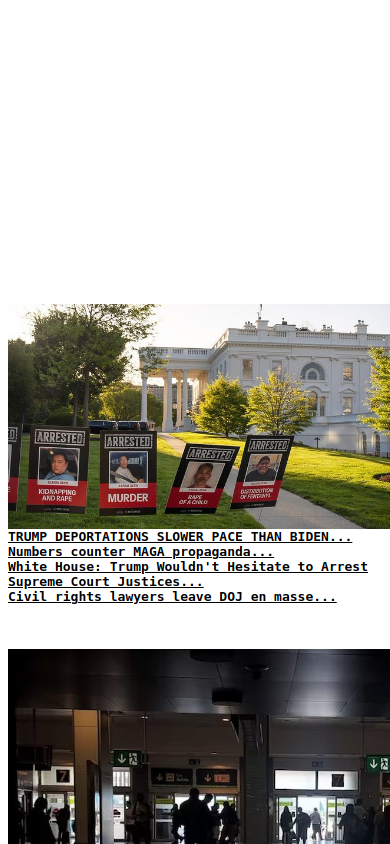 ARRESTED
ARRESTED
ARRESTED
ARRESTED
KIDNAPPING
AND RAPE
MURDER
RAPE
OF A CHILD
DISTRIBUTION
OF FENTANYL
TRUMP DEPORTATIONS SLOWER PACE THAN BIDEN...
Numbers counter MAGA propaganda...
White House: Trump Wouldn't Hesitate to Arrest
Supreme Court Justices...
Civil rights lawyers leave DOJ en masse...
7
7